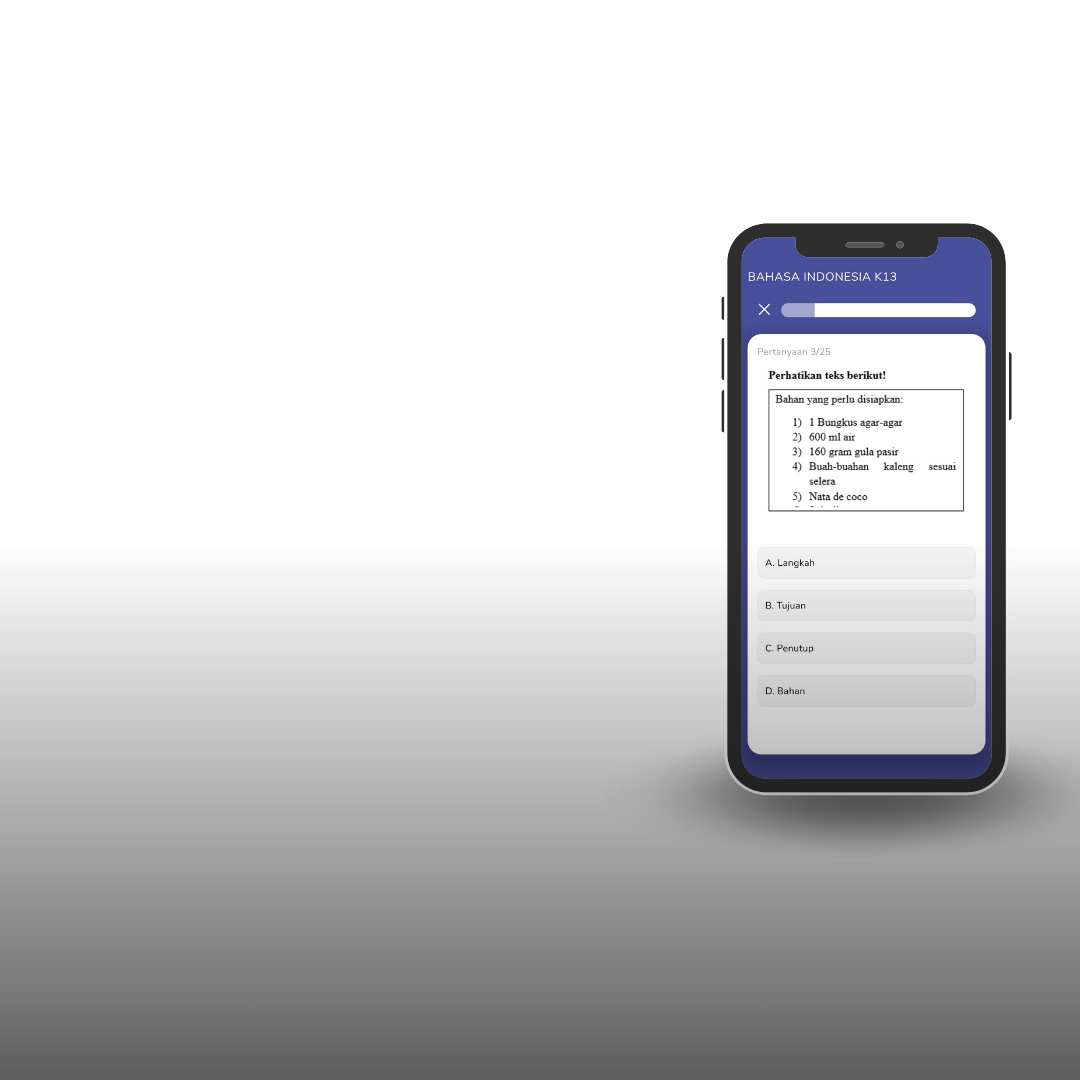 BAHASA INDONESIA K13
Pertanyaan 3/25
Perhatikan teks berikut!
Bahan yang perlu disiapkan:
1) 1 Bungkus agar-agar
2) 600 ml air
3) 160 gram gula pasir
4) Buah-buahan kaleng sesuai
selera
5) Nata de coco
A. Langkah
B. Tujuan
C. Penutup
D. Bahan